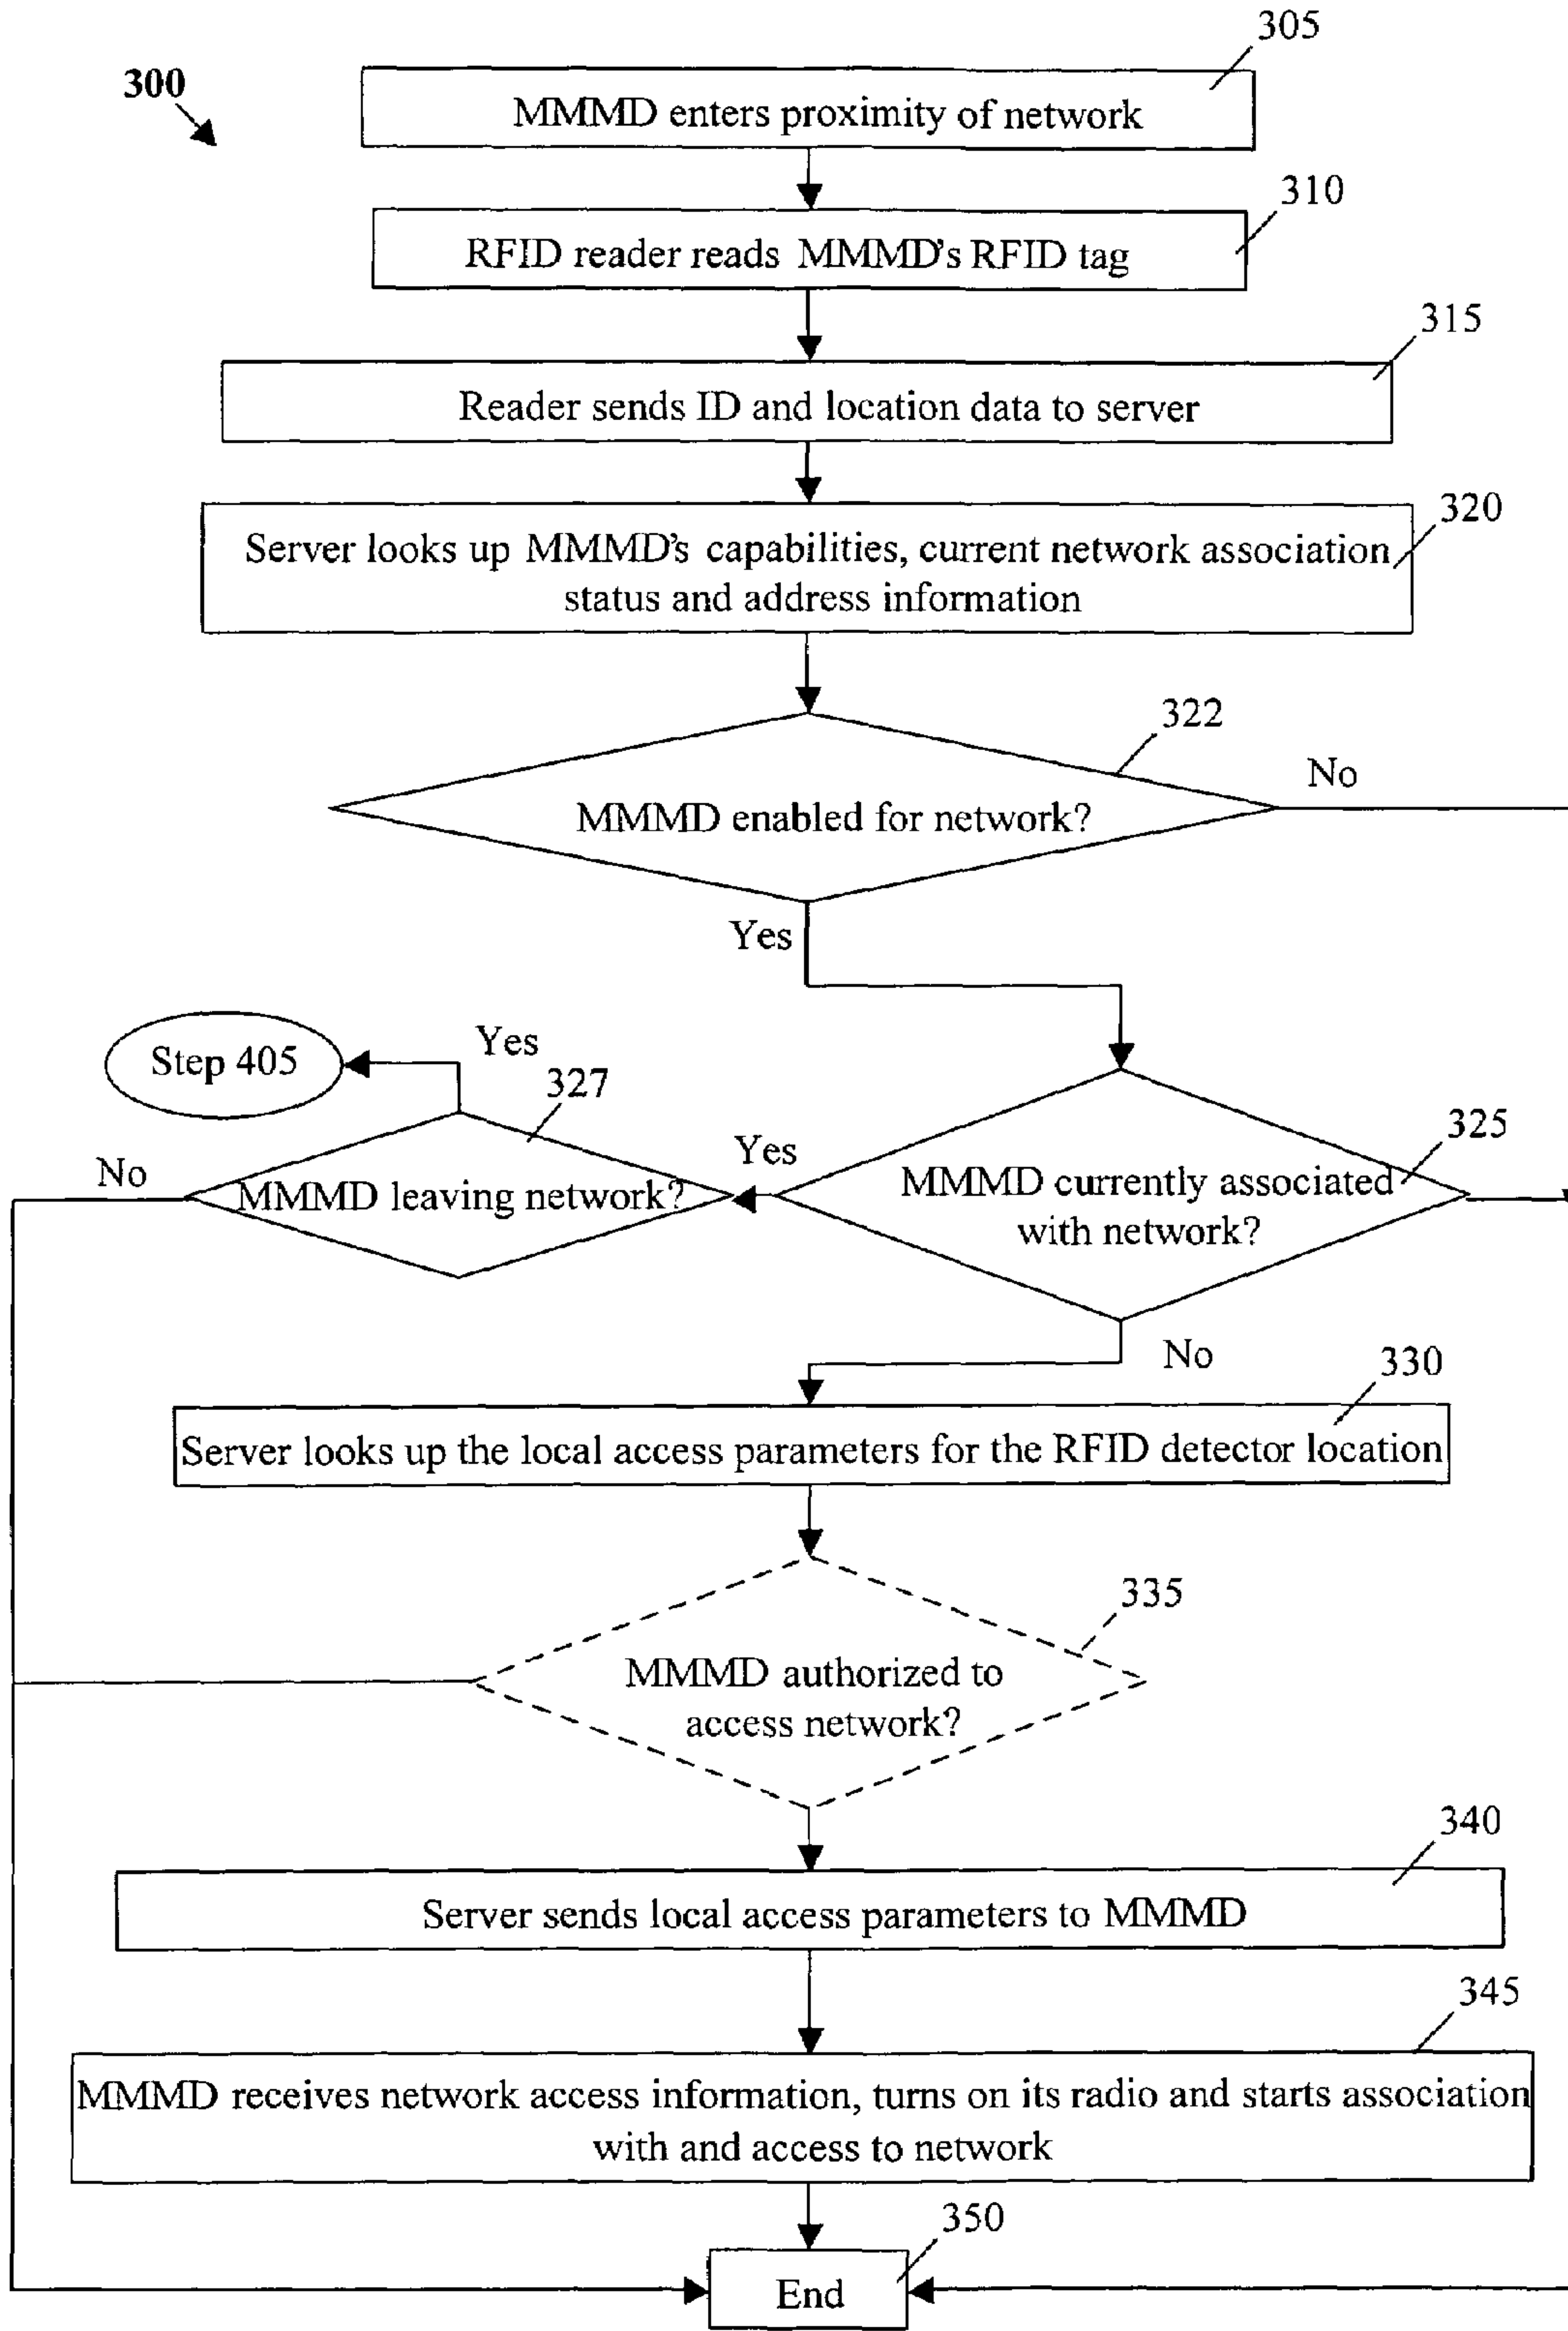 305
300
MMMD enters proximity of network
310
RFID reader reads MMMD's RFID tag
315
Reader sends ID and location data to server
320
Server looks up MMMD's capabilities, current network association
status and address information
322
No
MMMD enabled for network?
Yes
Yes
Step 405
327
325
No
Yes
MMMD leaving network?
MMMD currently associated
with network?
No
330
Server looks up the local access parameters for the RFID detector location
335
MMMD authorized to
access network?
340
Server sends local access parameters to MMMD
345
MMMD receives network access information, turns on its radio and starts association
with and access to network
350
End